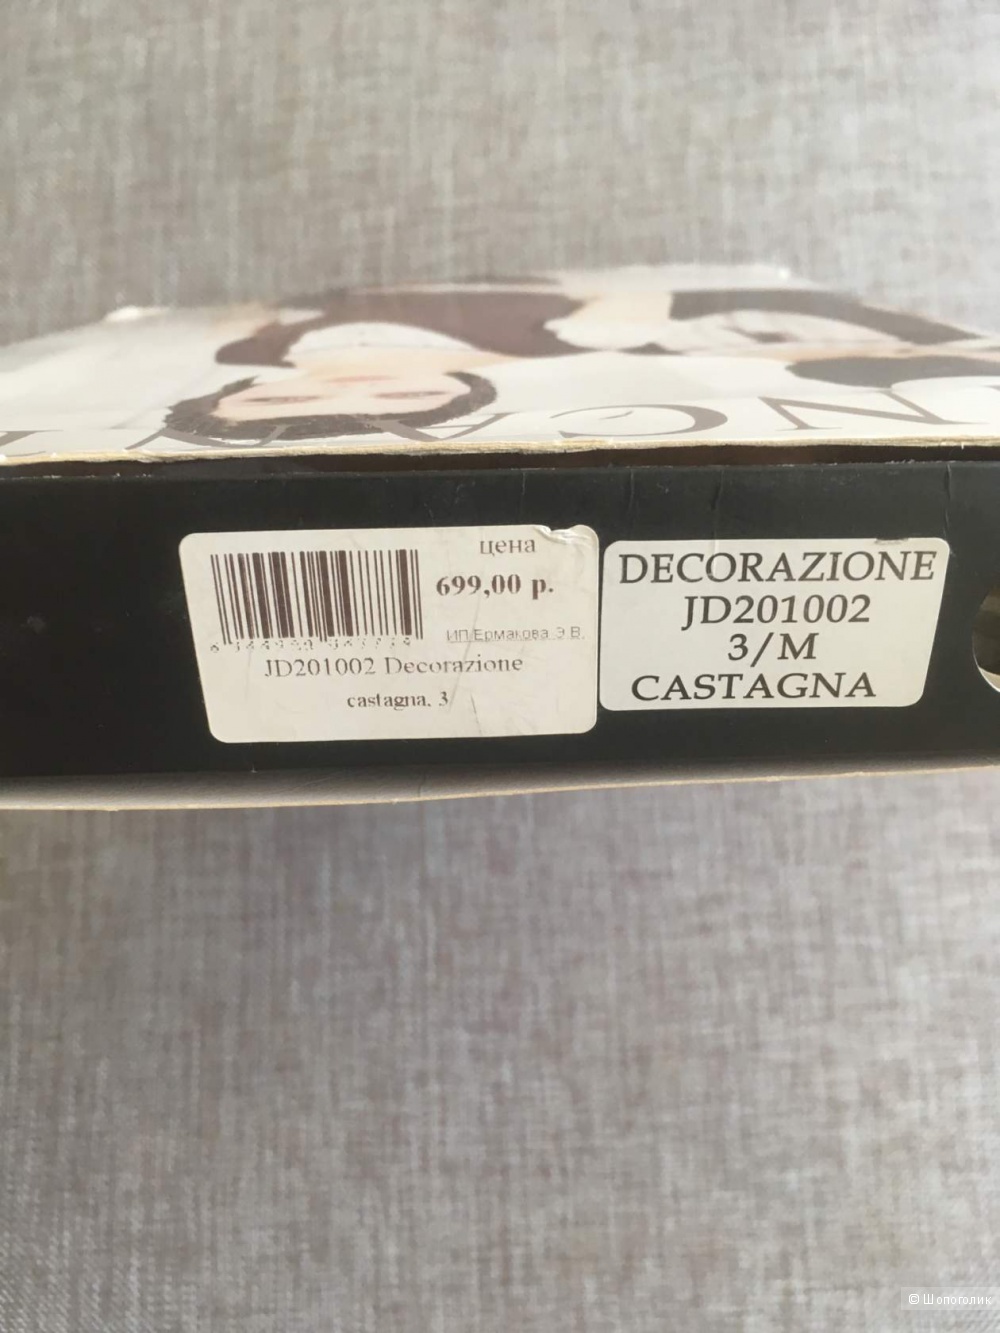 цена
699,00 р.
ИП Ермакова Э.В.
JD201002 Decorazione
castagna, 3
DECORAZIONE
JD201002
3/M
CASTAGNA
© Шопоголик